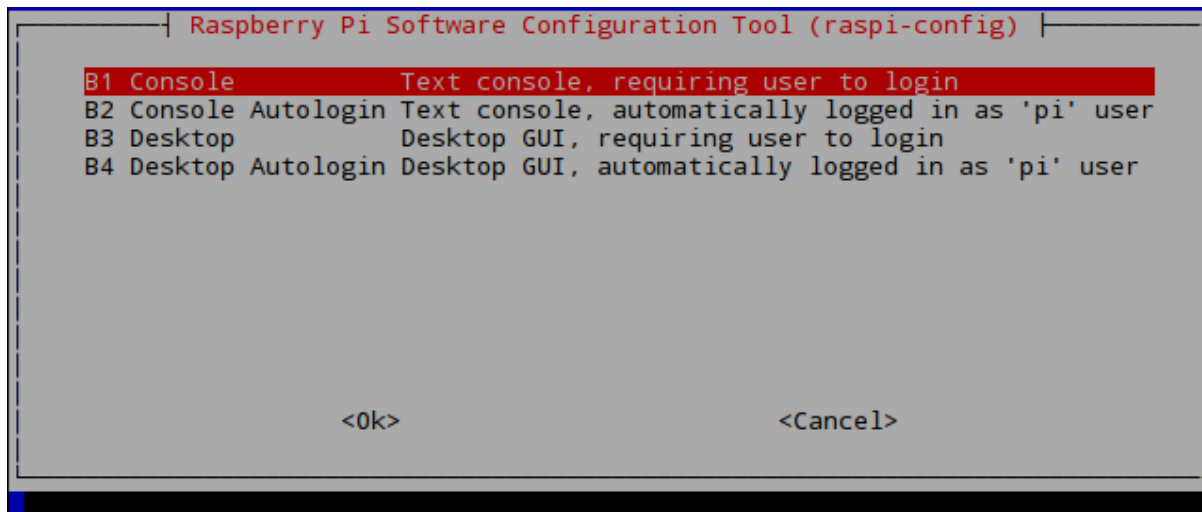 Raspberry Pi Software Configuration Tool (raspi-config)
B1 Console Text console, requiring user to login
B2 Console Autologin Text console, automatically logged in as 'pi' user
B3 Desktop Desktop GUI, requiring user to login
B4 Desktop Autologin Desktop GUI, automatically logged in as 'pi' user
<Ok> <Cancel>